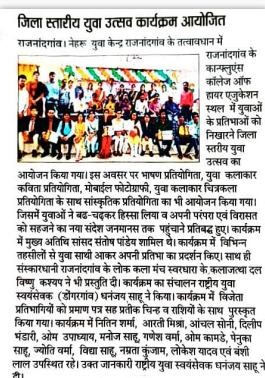 जिला स्तरीय युवा उत्सव कार्यक्रम आयोजित
राजनांदगांव। नेहरू युवा केन्द्र राजनांदगांव के तत्वावधान में
राजनांदगांव के
कान्फ्लुएंस
कॉलेज ऑफ
हायर एजुकेशन
स्थल में युवाओं
के प्रतिभाओं को
निखारने जिला
स्तरीय युवा
उत्सव का
आयोजन किया गया। इस अवसर पर भाषण प्रतियोगिता, युवा कलाकार
कविता प्रतियोगिता, मोबाईल फोटोग्राफी, युवा कलाकार चित्रकला
प्रतियोगिता के साथ सांस्कृतिक प्रतियोगिता का भी आयोजन किया गया।
जिसमें युवाओं ने बढ-चढ़कर हिस्सा लिया व अपनी परंपरा एवं विरासत
को सहजने का नया संदेश जनमानस तक पहुंचाने प्रतिबद्ध हुए। कार्यक्रम
में मुख्य अतिथि सांसद संतोष पांडेय शामिल थे। कार्यक्रम में विभिन्न
तहसीलों से युवा साथी आकर अपनी प्रतिभा का प्रदर्शन किए। साथ ही
संस्कारधानी राजनांदगांव के लोक कला मंच स्वरधारा के कलाजत्था दल
विष्णु कश्यप ने भी प्रस्तुति दी। कार्यक्रम का संचालन राष्ट्रीय युवा
स्वयंसेवक (डोंगरगांव) धनंजय साहू ने किया। कार्यक्रम में विजेता
प्रतिभागियों को प्रमाण पत्र सह प्रतीक चिन्ह व राशियों के साथ पुरस्कृत
किया गया। कार्यक्रम में नितिन शर्मा, आरती मिश्रा, आंचल सोनी, दिलीप
भंडारी, ओम उपाध्याय, मनोज साहू, गणेश वर्मा, ओम कामडे, पेनका
साहू, ज्योति वर्मा, विद्या साहू, नम्रता कुंजाम, लोकेश यादव एवं बंशी
लाल उपस्थित रहे। उक्त जानकारी राष्ट्रीय युवा स्वयंसेवक धनंजय साहू ने
दी।